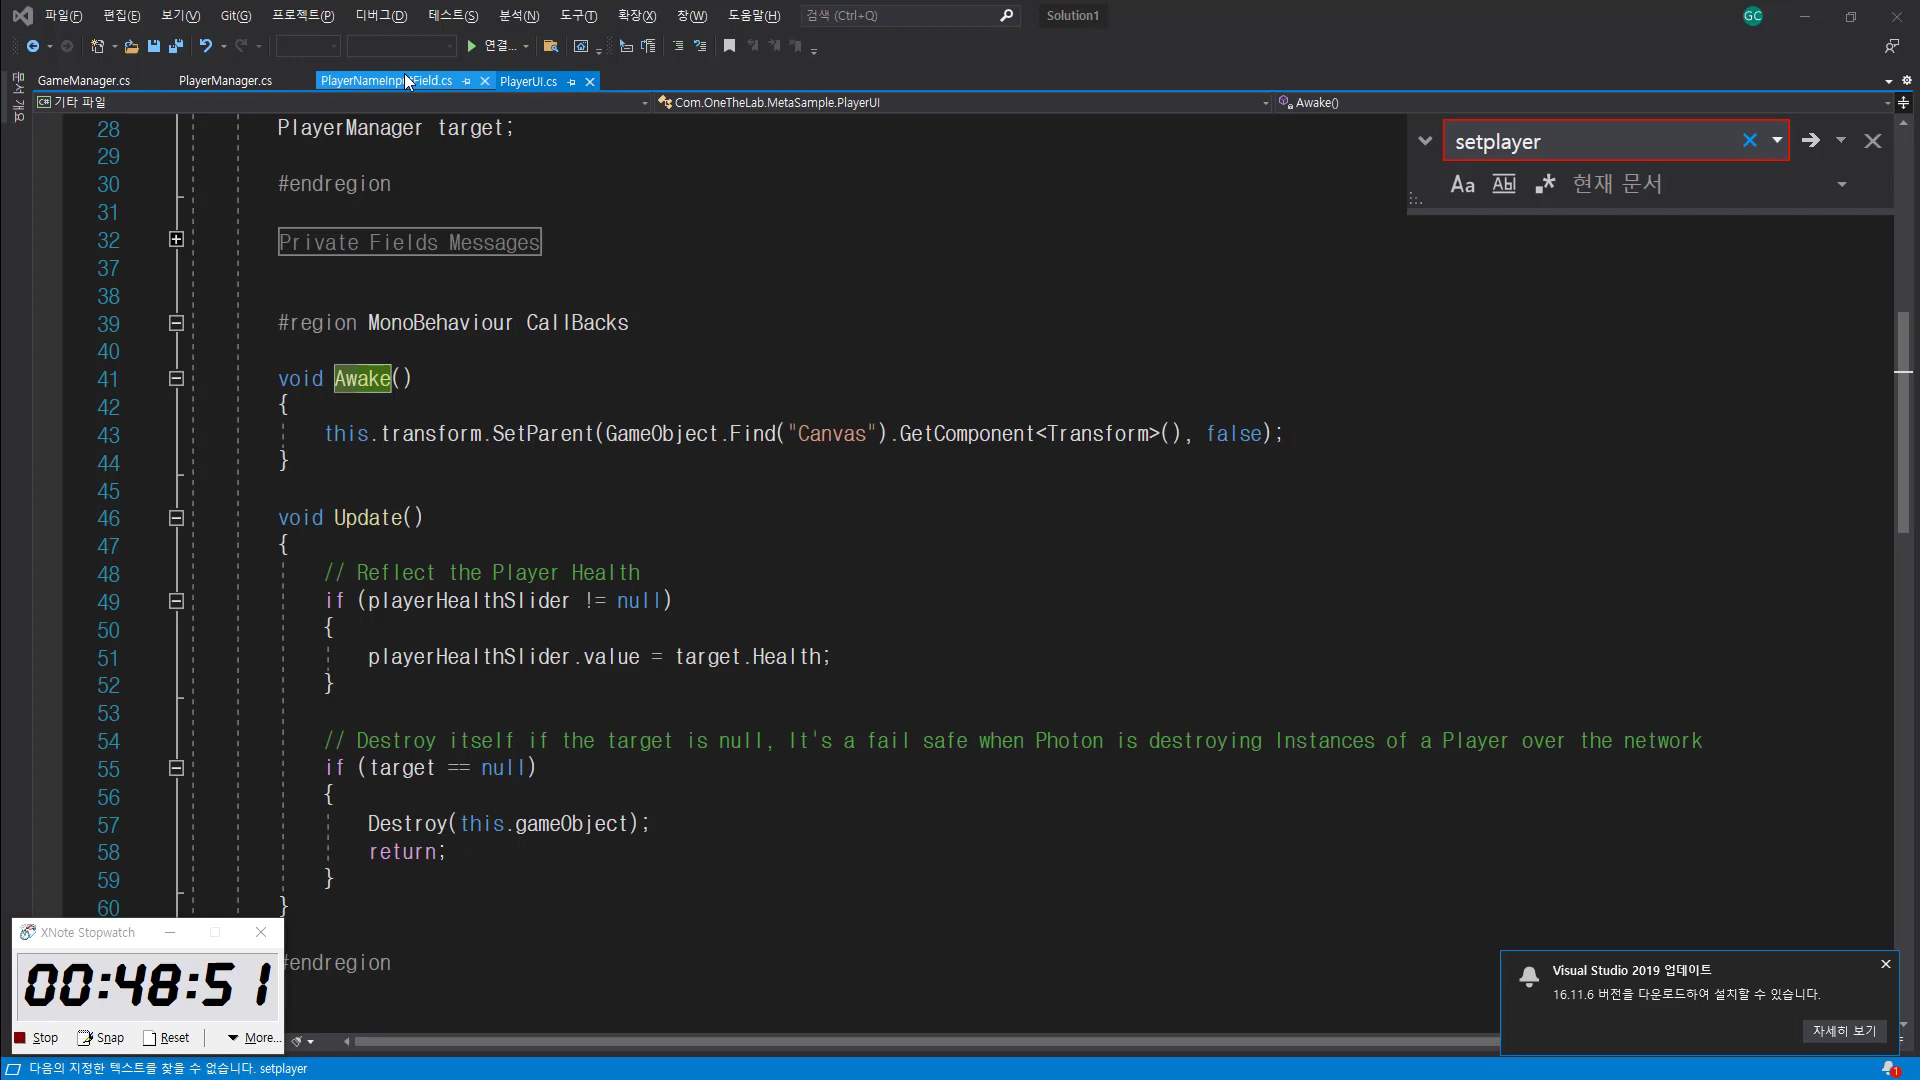 파일(F) 편집(E) 보기(V) Git(G) 프로젝트(P) 디버그(D) 테스트(S) 분석(N) 도구(T) 확장(X) 창(W) 도움말(H) 검색 (Ctrl+Q) Solution1 GC
연결...
문서 개요
GameManager.cs PlayerManager.cs PlayerUI.cs
C# 기타 파일 Com.OneTheLab.MetaSample.PlayerUI Awake()
setplayer
Aa Abl .* 현재 문서
28 PlayerManager target;
29
30 #endregion
31
32 Private Fields Messages
37
38
39 #region MonoBehaviour CallBacks
40
41 void Awake()
42 {
43 this.transform.SetParent(GameObject.Find("Canvas").GetComponent<Transform>(), false);
44 }
45
46 void Update()
47 {
48 // Reflect the Player Health
49 if (playerHealthSlider != null)
50 {
51 playerHealthSlider.value = target.Health;
52 }
53
54 // Destroy itself if the target is null, It's a fail safe when Photon is destroying Instances of a Player over the network
55 if (target == null)
56 {
57 Destroy(this.gameObject);
58 return;
59 }
60 }
#endregion
XNote Stopwatch
00:48:51
Stop Snap Reset More...
Visual Studio 2019 업데이트
16.11.6 버전을 다운로드하여 설치할 수 있습니다.
자세히 보기
다음의 지정한 텍스트를 찾을 수 없습니다. setplayer
1